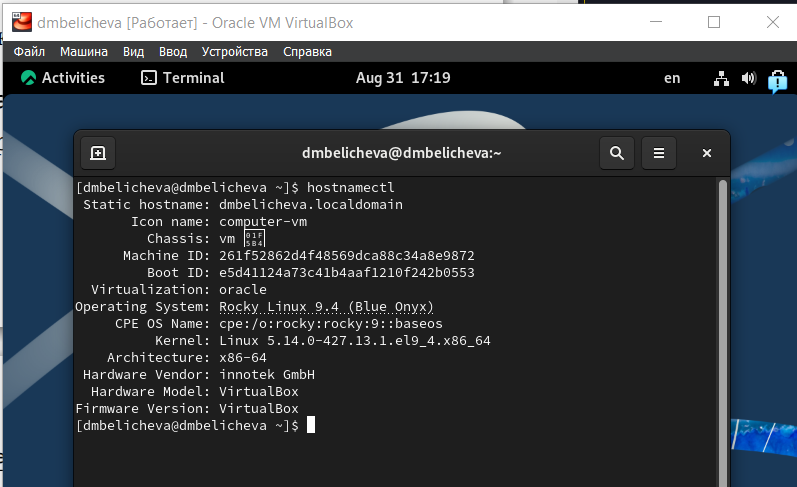 dmbelicheva [Работает] - Oracle VM VirtualBox
Файл Машина Вид Ввод Устройства Справка
Activities Terminal Aug 31 17:19 en
dmbelicheva@dmbelicheva:~
[dmbelicheva@dmbelicheva ~]$ hostnamectl
Static hostname: dmbelicheva.localdomain
Icon name: computer-vm
Chassis: vm
Machine ID: 261f52862d4f48569dca88c34a8e9872
Boot ID: e5d41124a73c41b4aaf1210f242b0553
Virtualization: oracle
Operating System: Rocky Linux 9.4 (Blue Onyx)
CPE OS Name: cpe:/o:rocky:rocky:9::baseos
Kernel: Linux 5.14.0-427.13.1.el9_4.x86_64
Architecture: x86-64
Hardware Vendor: innotek GmbH
Hardware Model: VirtualBox
Firmware Version: VirtualBox
[dmbelicheva@dmbelicheva ~]$